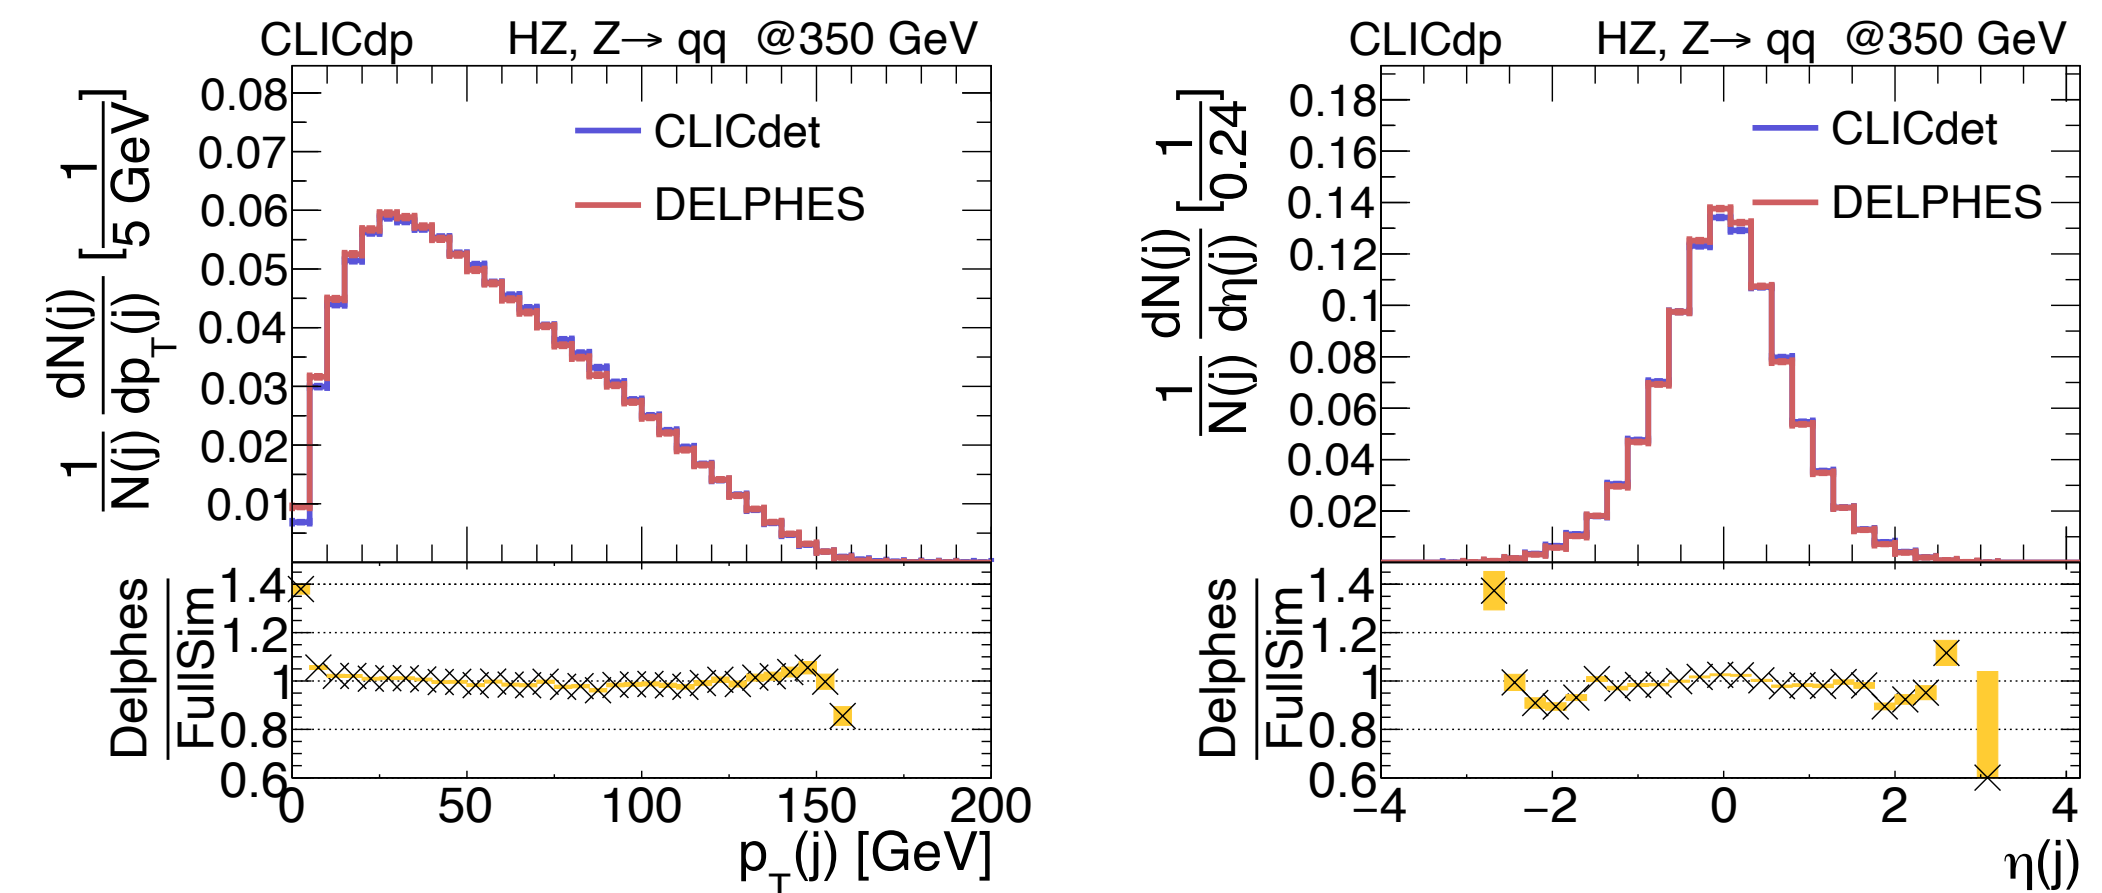 CLICdp HZ, Z→ qq @350 GeV
1/N(j) dN(j)/dp_T(j) [1/5 GeV]
0.08
0.07
0.06
0.05
0.04
0.03
0.02
0.01
CLICdet
DELPHES
Delphes/FullSim
1.4
1.2
1
0.8
0.6
0 50 100 150 200
p_T(j) [GeV]
CLICdp HZ, Z→ qq @350 GeV
1/N(j) dN(j)/dη(j) [1/0.24]
0.18
0.16
0.14
0.12
0.1
0.08
0.06
0.04
0.02
CLICdet
DELPHES
Delphes/FullSim
1.4
1.2
1
0.8
0.6
−4 −2 0 2 4
η(j)